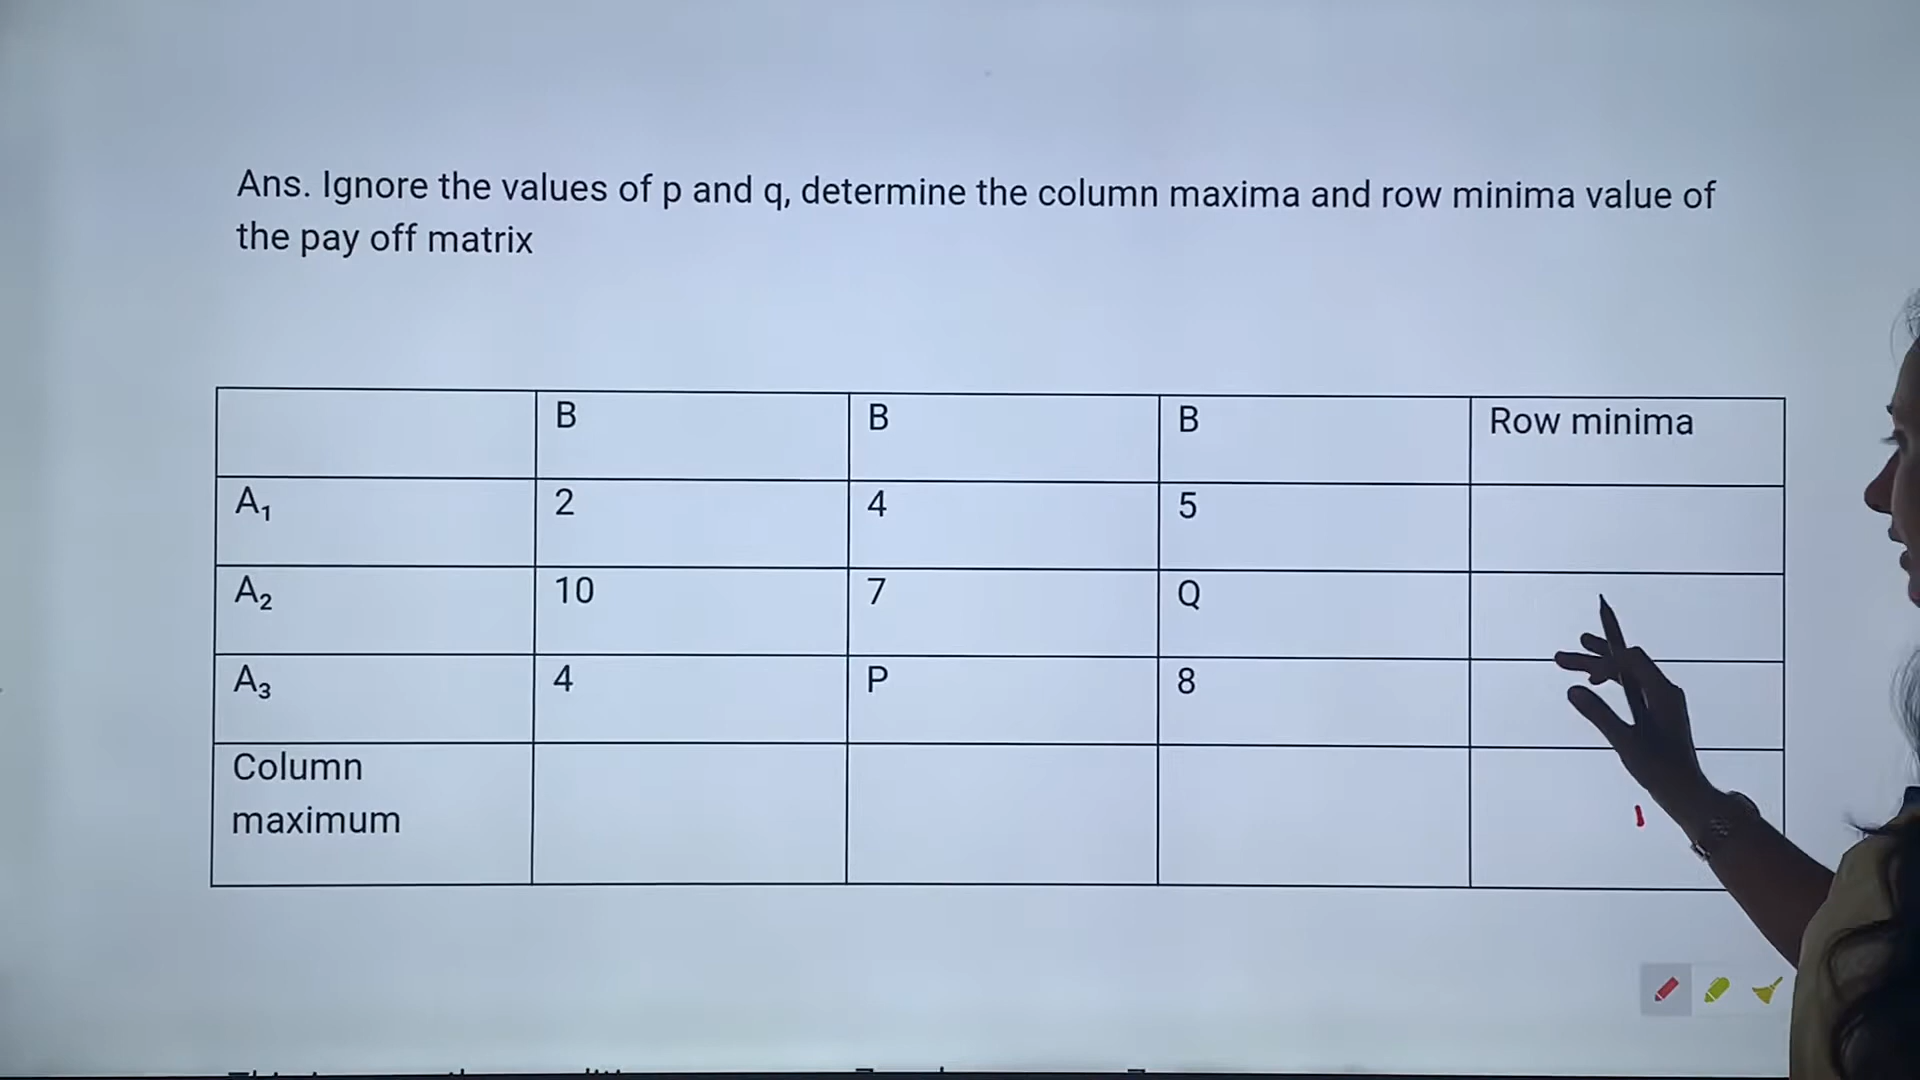 Ans. Ignore the values of p and q, determine the column maxima and row minima value of
the pay off matrix
B B B Row minima
A₁ 2 4 5
A₂ 10 7 Q
A₃ 4 P 8
Column
maximum